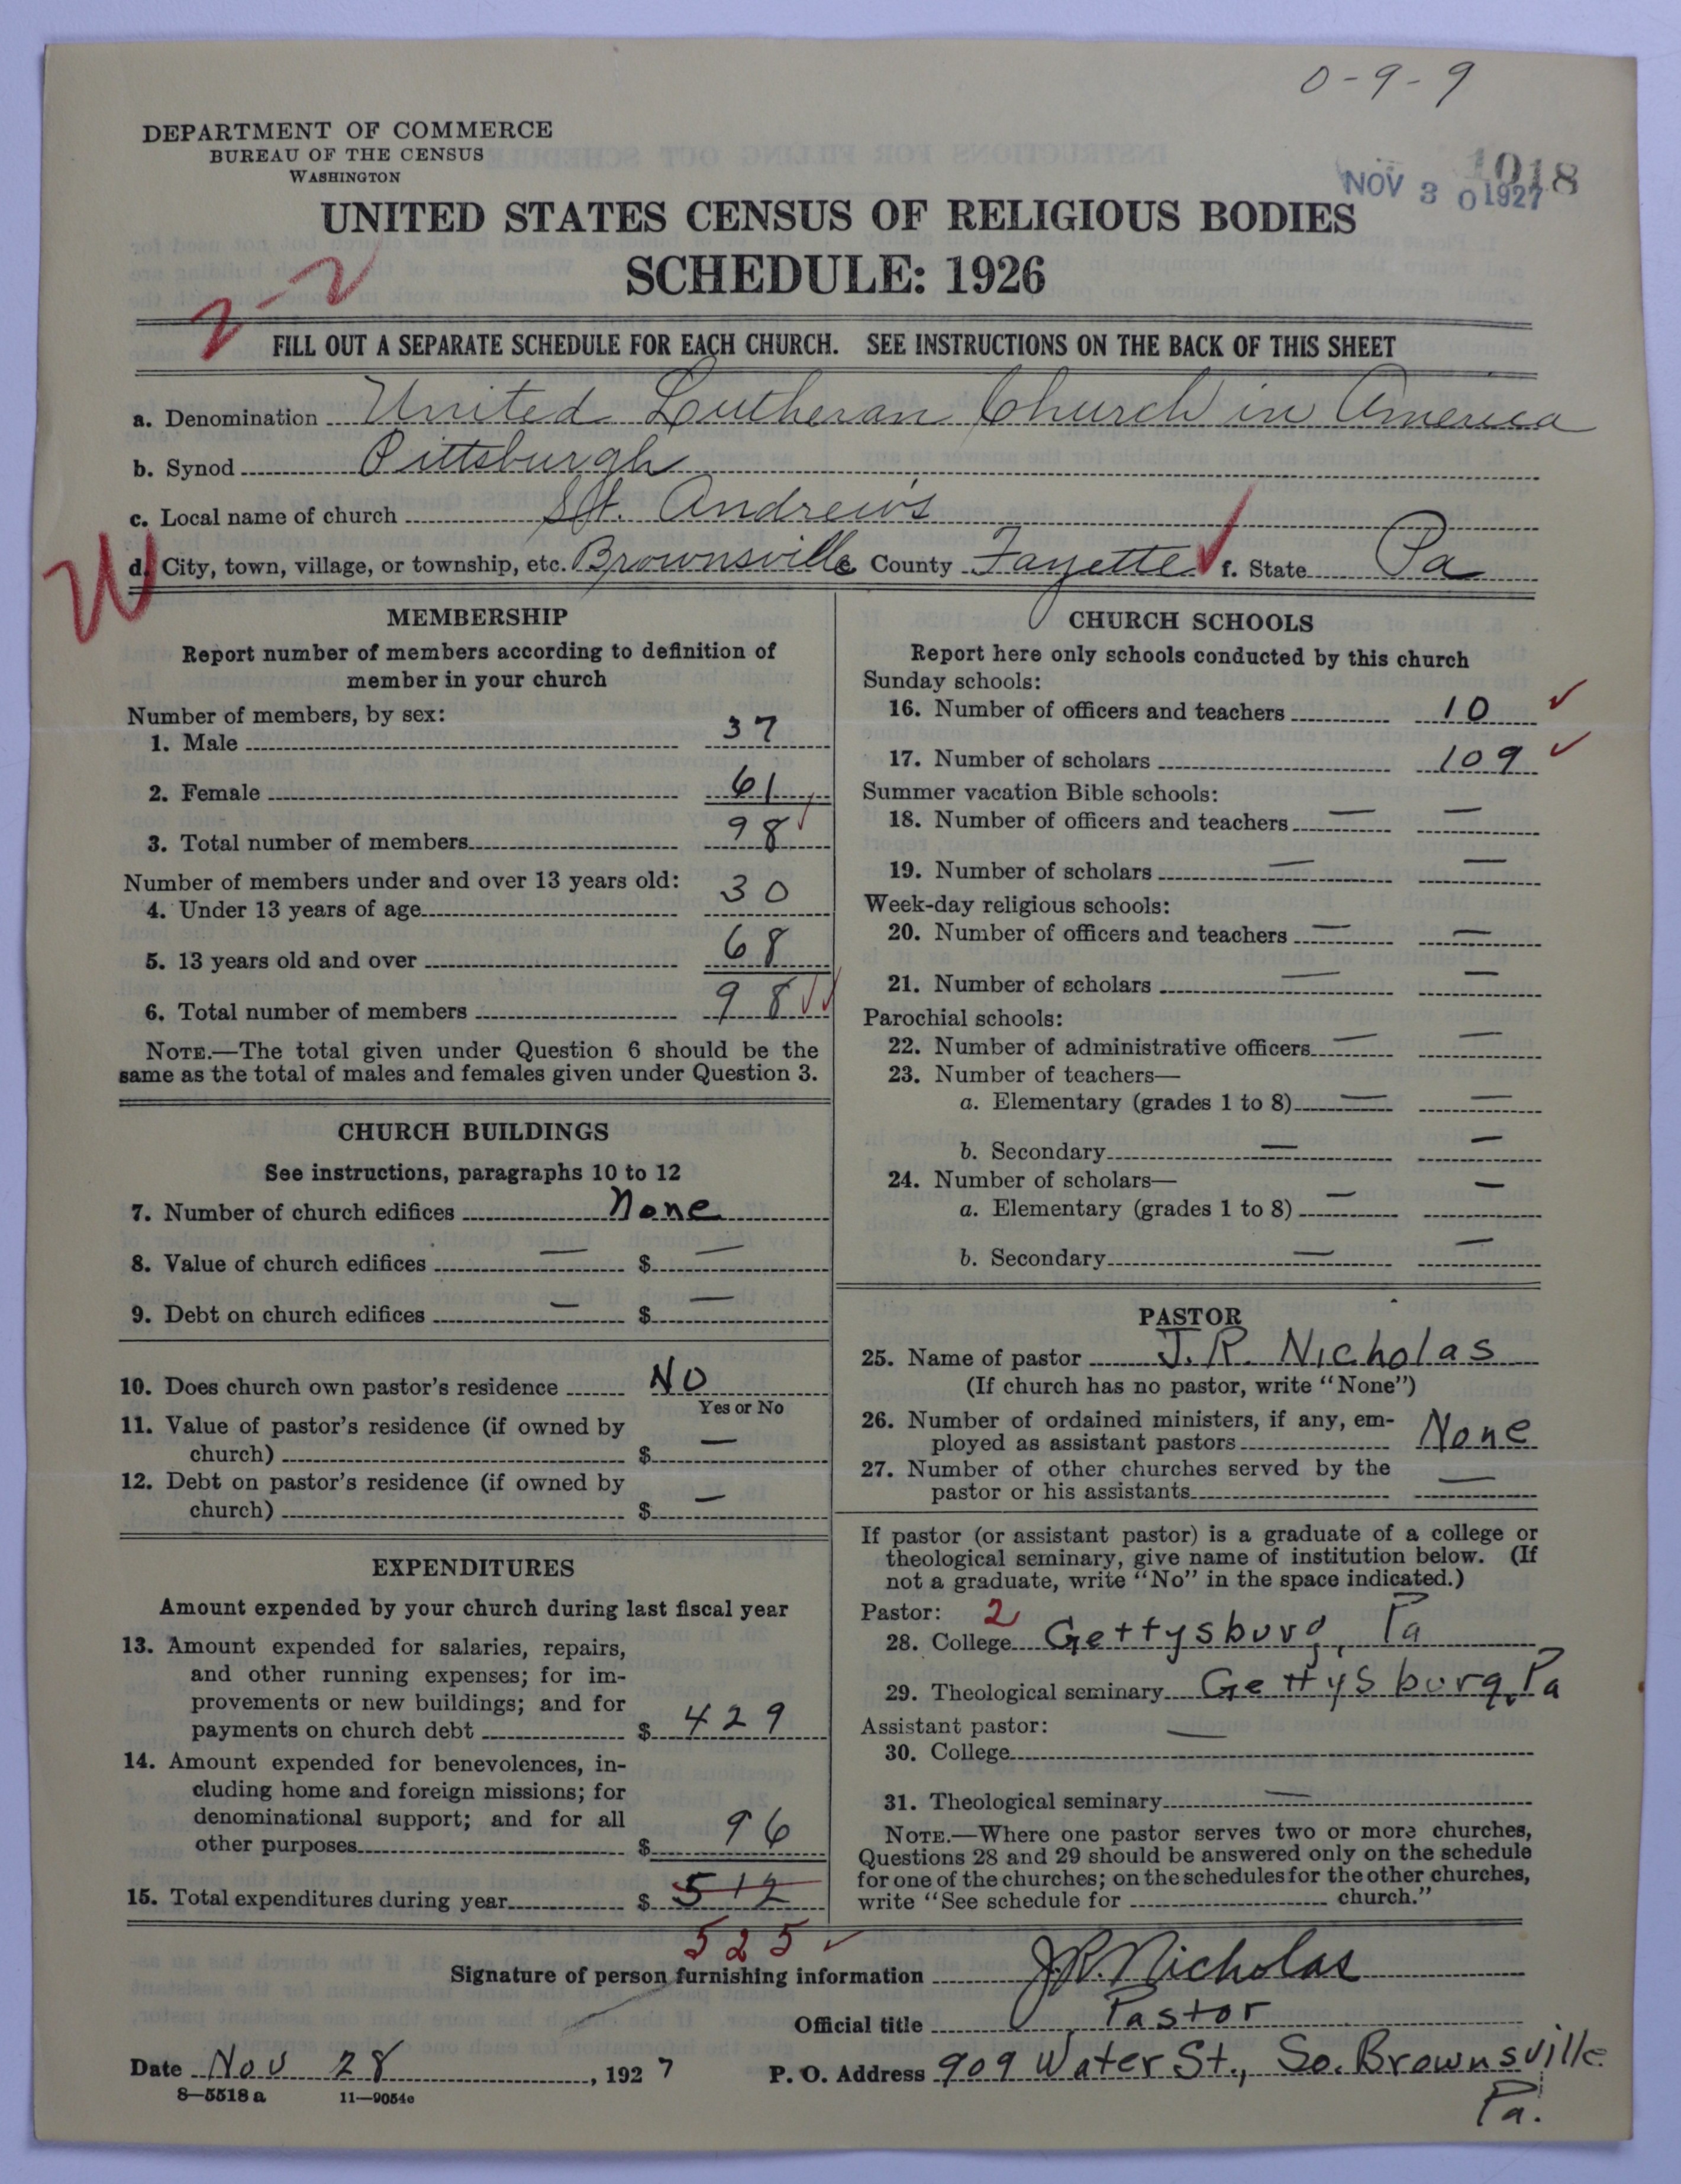 0-9-9
DEPARTMENT OF COMMERCE
BUREAU OF THE CENSUS
WASHINGTON
1018
NOV 30 1927
UNITED STATES CENSUS OF RELIGIOUS BODIES
SCHEDULE: 1926
2-2
FILL OUT A SEPARATE SCHEDULE FOR EACH CHURCH. SEE INSTRUCTIONS ON THE BACK OF THIS SHEET
a. Denomination United Lutheran Church in America
b. Synod Pittsburgh
c. Local name of church St. Andrew's
d. City, town, village, or township, etc. Brownsville e. County Fayette f. State Pa
W
MEMBERSHIP
Report number of members according to definition of
member in your church
Number of members, by sex:
1. Male 37
2. Female 61
3. Total number of members 98
Number of members under and over 13 years old:
4. Under 13 years of age 30
5. 13 years old and over 68
6. Total number of members 98
NOTE.—The total given under Question 6 should be the
same as the total of males and females given under Question 3.
CHURCH BUILDINGS
See instructions, paragraphs 10 to 12
7. Number of church edifices None
8. Value of church edifices — $ —
9. Debt on church edifices — $ —
10. Does church own pastor's residence No
Yes or No
11. Value of pastor's residence (if owned by
church) $ —
12. Debt on pastor's residence (if owned by
church) $ —
EXPENDITURES
Amount expended by your church during last fiscal year
13. Amount expended for salaries, repairs,
and other running expenses; for im-
provements or new buildings; and for
payments on church debt $ 429
14. Amount expended for benevolences, in-
cluding home and foreign missions; for
denominational support; and for all
other purposes $ 96
15. Total expenditures during year $ 512
525
CHURCH SCHOOLS
Report here only schools conducted by this church
Sunday schools:
16. Number of officers and teachers 10
17. Number of scholars 109
Summer vacation Bible schools:
18. Number of officers and teachers — —
19. Number of scholars — —
Week-day religious schools:
20. Number of officers and teachers — —
21. Number of scholars — —
Parochial schools:
22. Number of administrative officers — —
23. Number of teachers—
a. Elementary (grades 1 to 8) — —
b. Secondary — —
24. Number of scholars— —
a. Elementary (grades 1 to 8) —
b. Secondary — —
PASTOR
25. Name of pastor J. R. Nicholas
(If church has no pastor, write "None")
26. Number of ordained ministers, if any, em-
ployed as assistant pastors None
27. Number of other churches served by the
pastor or his assistants —
If pastor (or assistant pastor) is a graduate of a college or
theological seminary, give name of institution below. (If
not a graduate, write "No" in the space indicated.)
Pastor: 2
28. College Gettysburg, Pa
29. Theological seminary Gettysburg, Pa
Assistant pastor: —
30. College
31. Theological seminary —
NOTE.—Where one pastor serves two or more churches,
Questions 28 and 29 should be answered only on the schedule
for one of the churches; on the schedules for the other churches,
write "See schedule for church."
Signature of person furnishing information J. R. Nicholas
Official title Pastor
Date Nov 28, 1927 P. O. Address 909 Water St., So. Brownsville
Pa.
8—5518 a 11—9054c